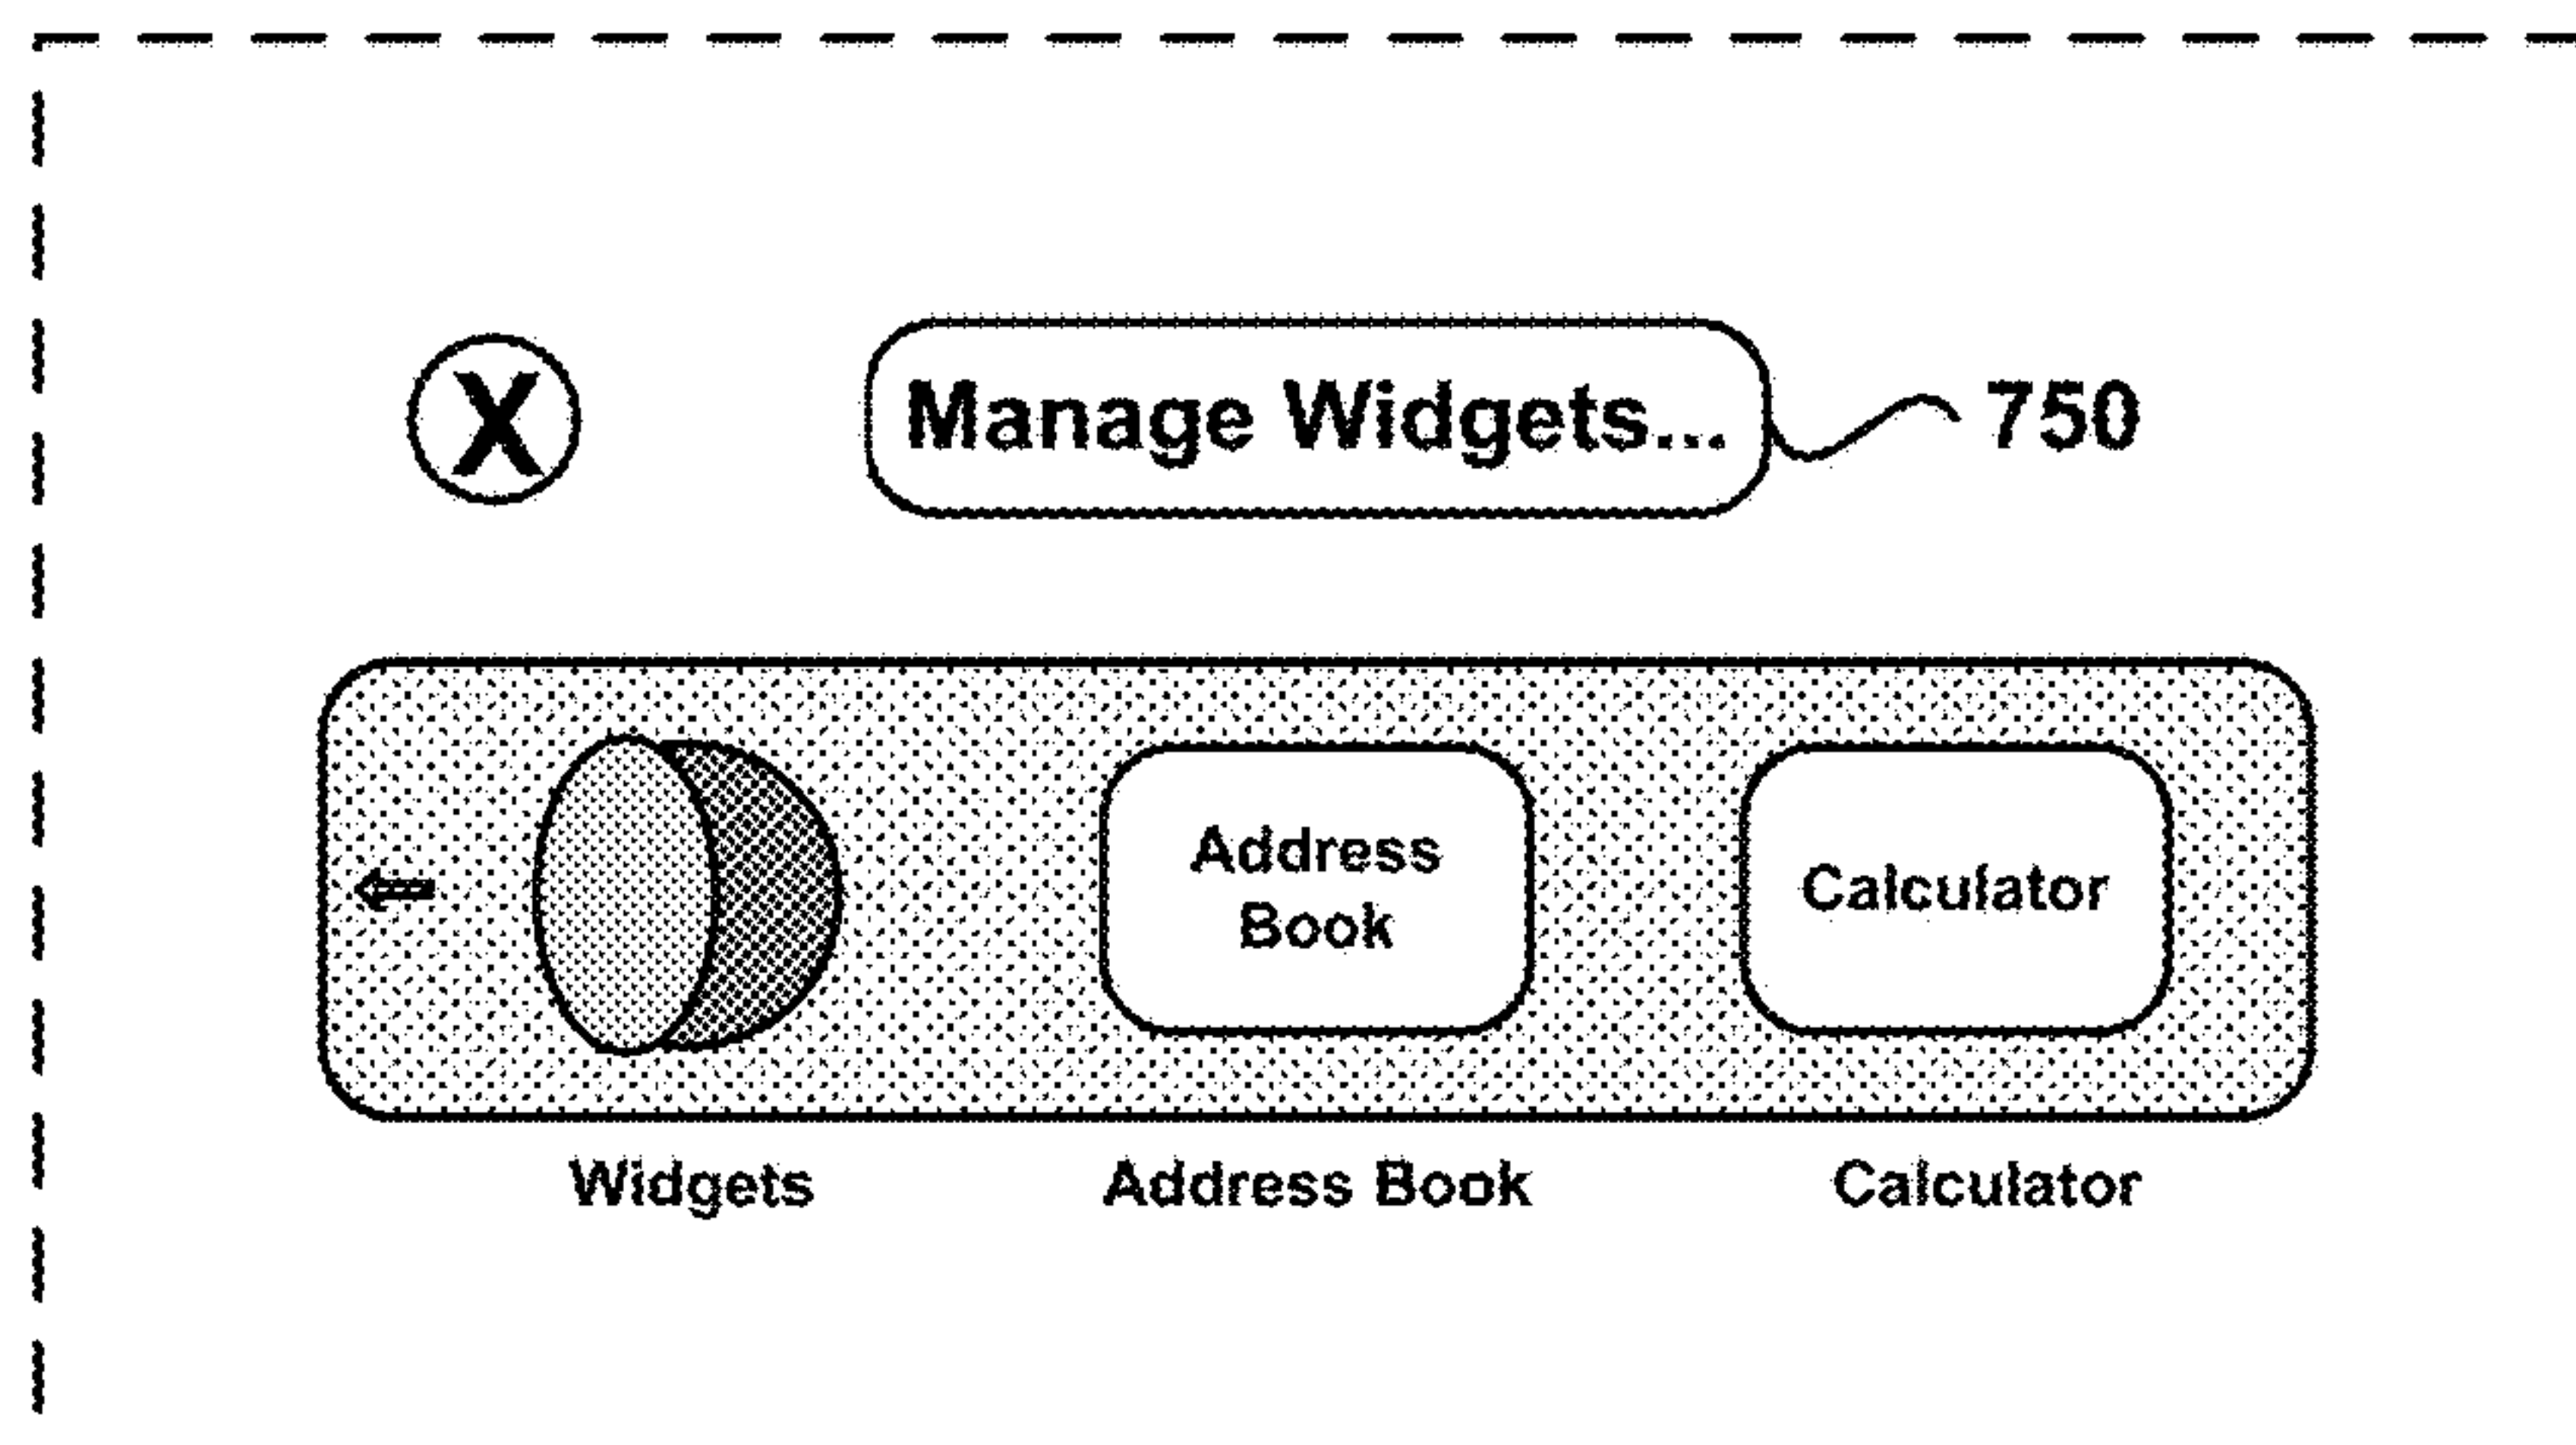 X
Manage Widgets... 750
Address
Book
Calculator
Widgets Address Book Calculator